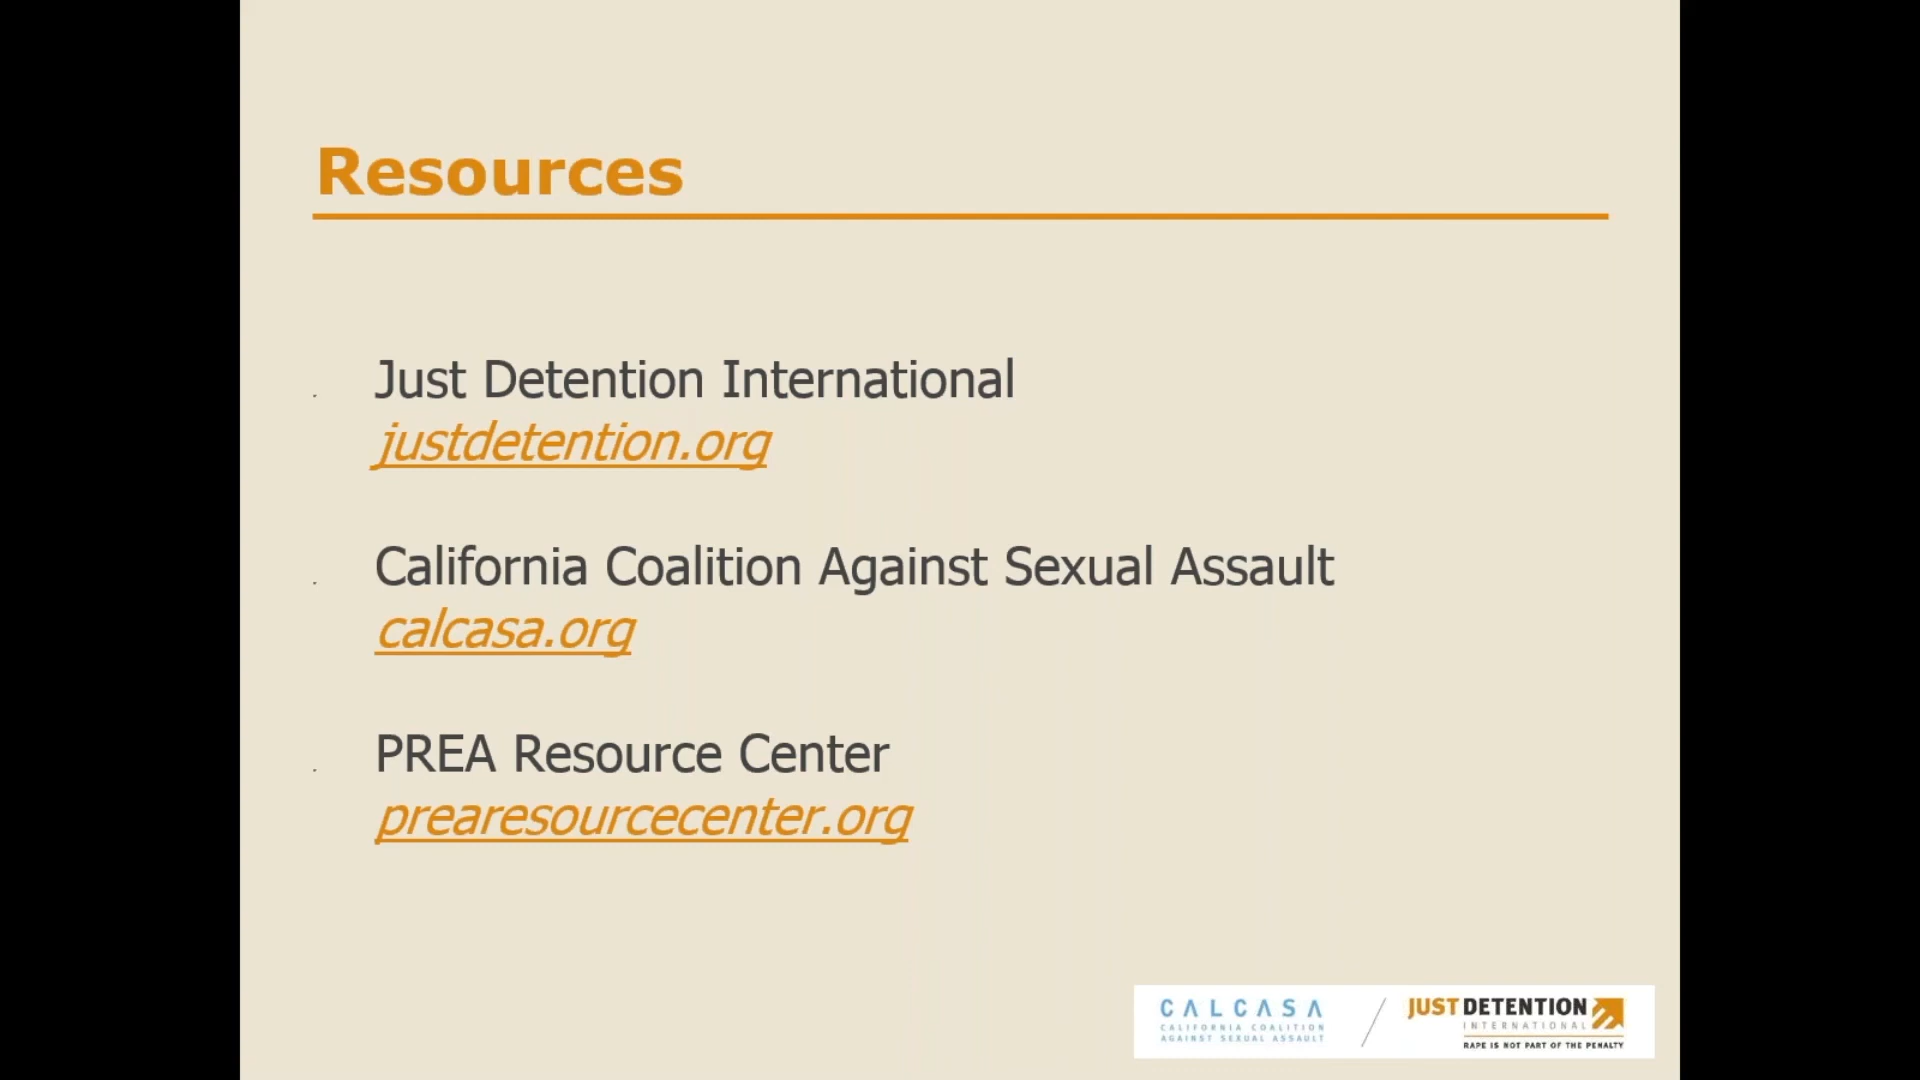 Resources
Just Detention International
justdetention.org
California Coalition Against Sexual Assault
calcasa.org
PREA Resource Center
prearesourcecenter.org
CALCASA
CALIFORNIA COALITION
AGAINST SEXUAL ASSAULT
JUST DETENTION
INTERNATIONAL
RAPE IS NOT PART OF THE PENALTY